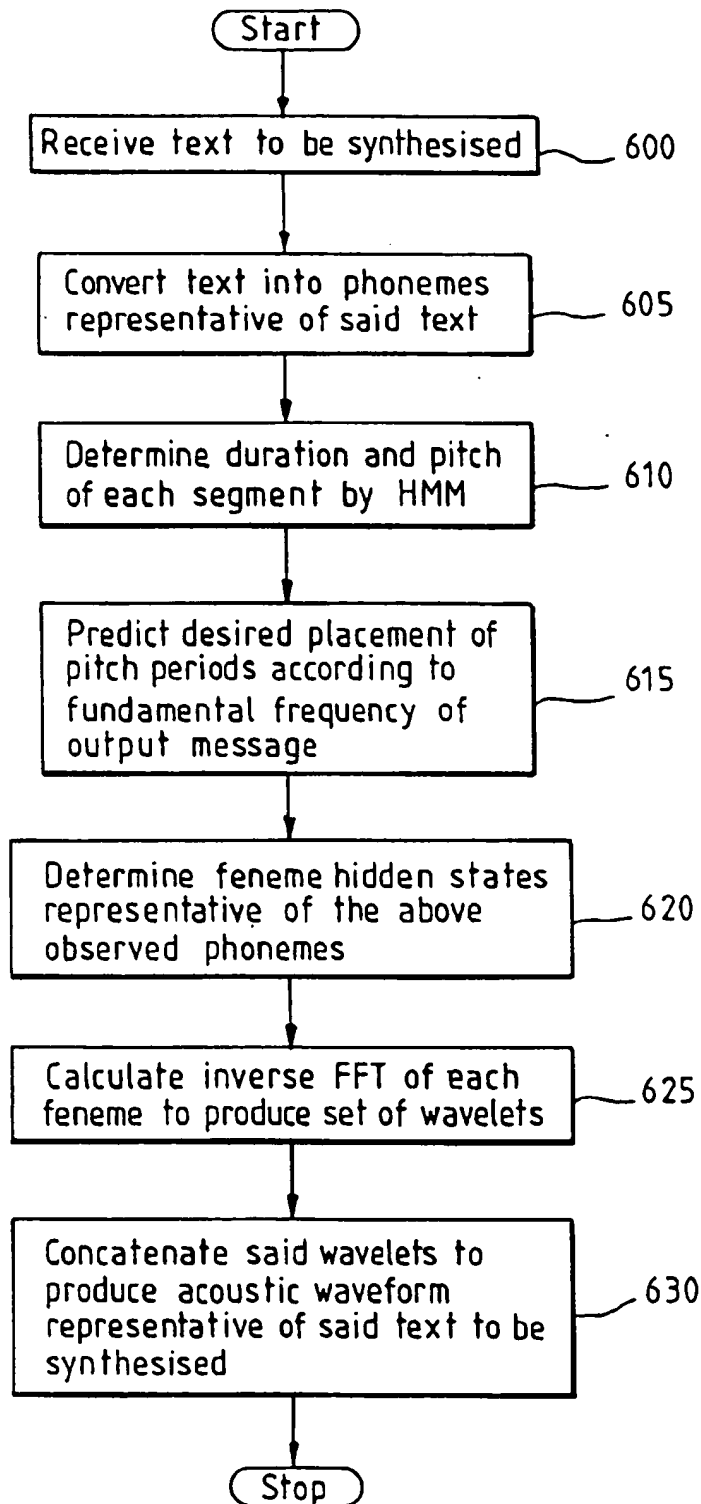 Start
Receive text to be synthesised
600
Convert text into phonemes
representative of said text
605
Determine duration and pitch
of each segment by HMM
610
Predict desired placement of
pitch periods according to
fundamental frequency of
output message
615
Determine feneme hidden states
representative of the above
observed phonemes
620
Calculate inverse FFT of each
feneme to produce set of wavelets
625
Concatenate said wavelets to
produce acoustic waveform
representative of said text to be
synthesised
630
Stop